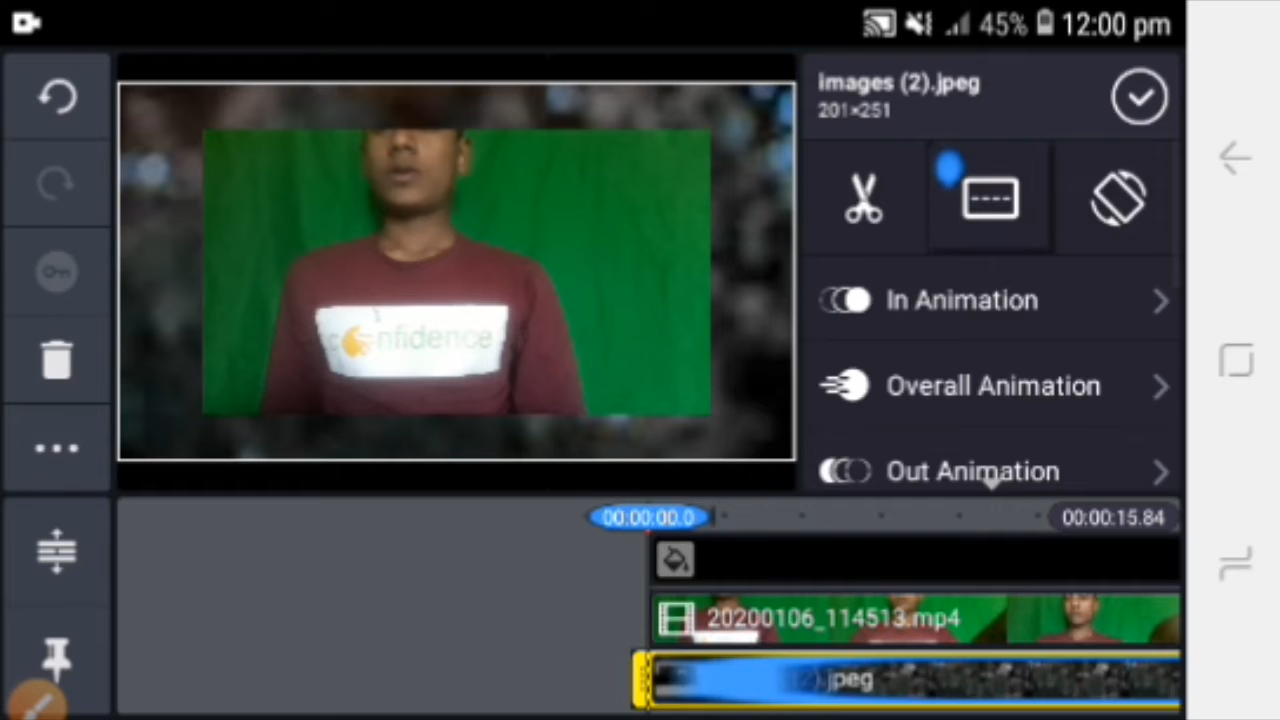 45% 12:00 pm
images (2).jpeg
201×251
In Animation
Overall Animation
Out Animation
nfidence
00:00:00.0
00:00:15.84
20200106_114513.mp4
).jpeg